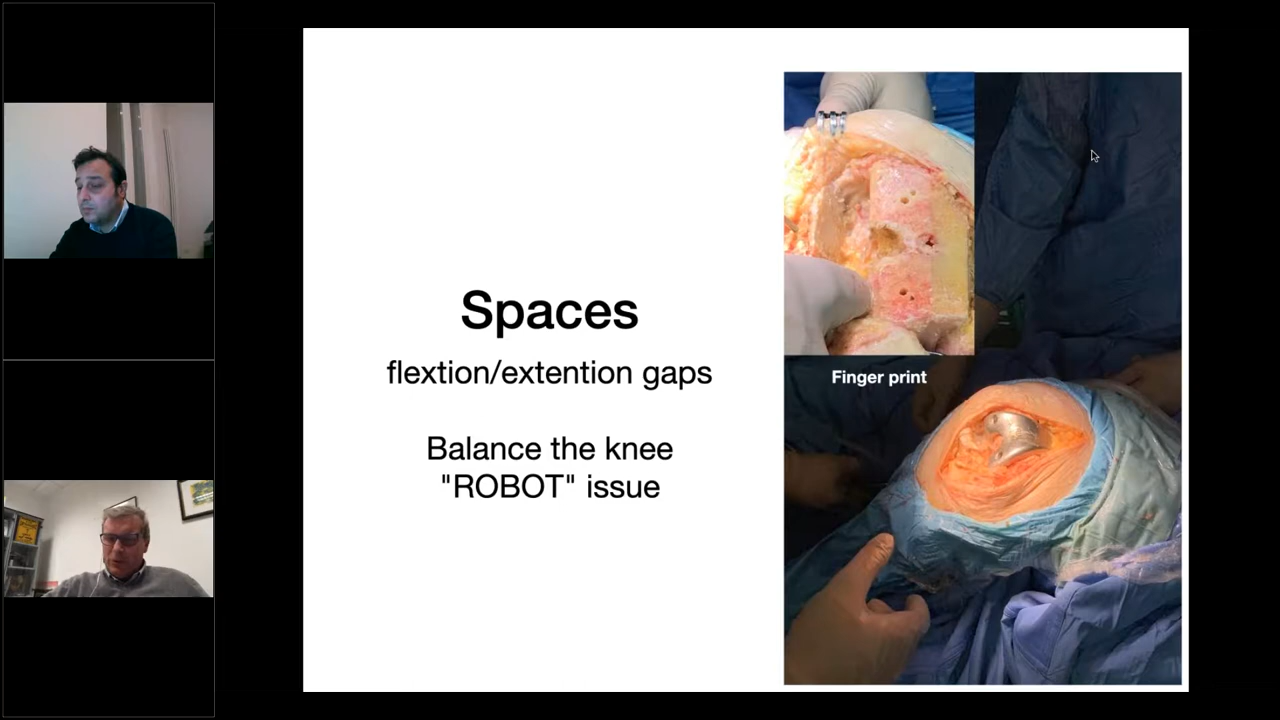 Spaces
flextion/extention gaps
Balance the knee
"ROBOT" issue
Finger print